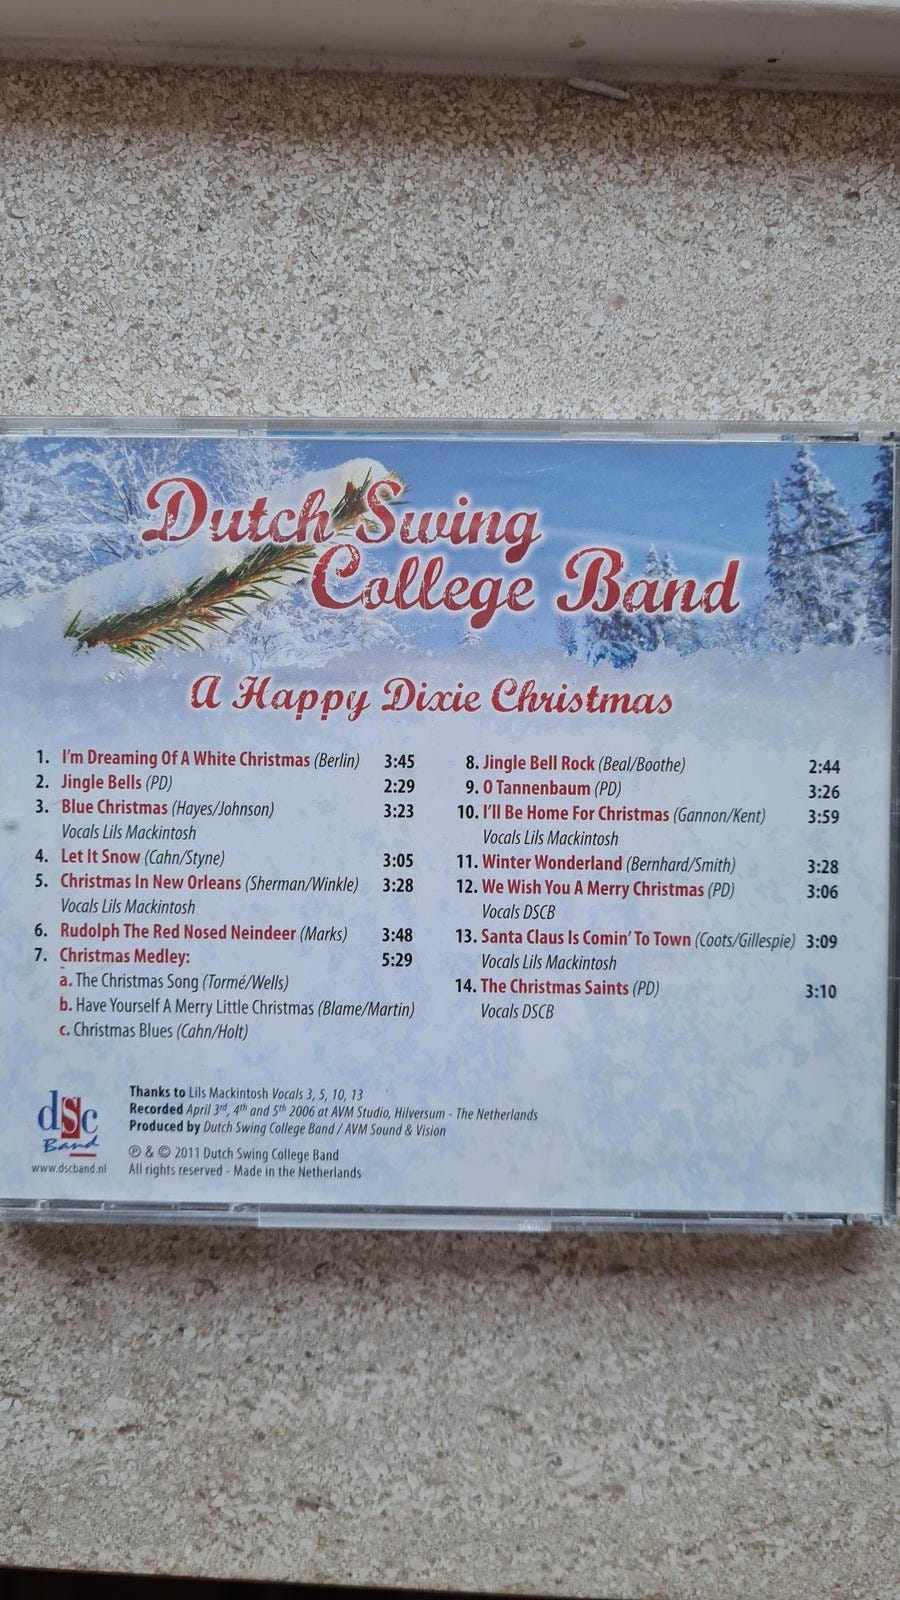 Dutch Swing
College Band
A Happy Dixie Christmas
1. I'm Dreaming Of A White Christmas (Berlin) 3:45
2. Jingle Bells (PD) 2:29
3. Blue Christmas (Hayes/Johnson) 3:23
Vocals Lils Mackintosh
4. Let It Snow (Cahn/Styne) 3:05
5. Christmas In New Orleans (Sherman/Winkle) 3:28
Vocals Lils Mackintosh
6. Rudolph The Red Nosed Neindeer (Marks) 3:48
7. Christmas Medley: 5:29
a. The Christmas Song (Tormé/Wells)
b. Have Yourself A Merry Little Christmas (Blame/Martin)
c. Christmas Blues (Cahn/Holt)
8. Jingle Bell Rock (Beal/Boothe) 2:44
9. O Tannenbaum (PD) 3:26
10. I'll Be Home For Christmas (Gannon/Kent) 3:59
Vocals Lils Mackintosh
11. Winter Wonderland (Bernhard/Smith) 3:28
12. We Wish You A Merry Christmas (PD) 3:06
Vocals DSCB
13. Santa Claus Is Comin' To Town (Coots/Gillespie) 3:09
Vocals Lils Mackintosh
14. The Christmas Saints (PD) 3:10
Vocals DSCB
dsc
Band
www.dscband.nl
Thanks to Lils Mackintosh Vocals 3, 5, 10, 13
Recorded April 3rd, 4th and 5th 2006 at AVM Studio, Hilversum - The Netherlands
Produced by Dutch Swing College Band / AVM Sound & Vision
℗ & © 2011 Dutch Swing College Band
All rights reserved - Made in the Netherlands